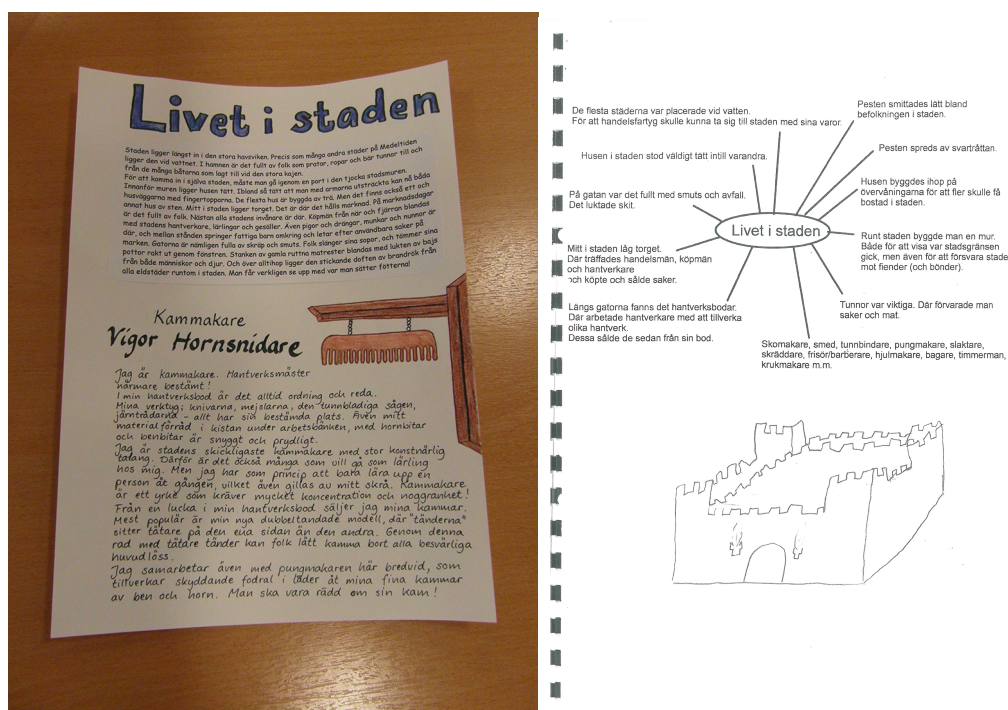 Livet i staden
Staden ligger längst in i den stora havsviken. Precis som många andra städer på Medeltiden
ligger den vid vattnet. I hamnen är det fullt av folk som pratar, ropar och bär tunnor till och
från de många båtarna som lagt till vid den stora kajen.
För att komma in i själva staden, måste man gå igenom en port i den tjocka stadsmuren.
Innanför muren ligger husen tätt. Ibland så tätt att man med armarna utsträckta kan nå båda
husväggarna med fingertopparna. De flesta hus är byggda av trä. Men det finns också ett och
annat hus av sten. Mitt i staden ligger torget. Det är där det hålls marknad. På marknadsdagar
är det fullt av folk. Nästan alla stadens invånare är där. Köpmän från när och fjärran blandas
med stadens hantverkare, lärlingar och gesäller. Även pigor och drängar, munkar och nunnor är
där, och mellan stånden springer fattiga barn omkring och letar efter användbara saker på
marken. Gatorna är nämligen fulla av skräp och smuts. Folk slänger sina sopor, och tömmer sina
pottor rakt ut genom fönstren. Stanken av gamla ruttna matrester blandas med lukten av bajs
från både människor och djur. Och över alltihop ligger den stickande doften av brandrök från
alla eldstäder runtom i staden. Man får verkligen se upp med var man sätter fötterna!
Kammakare
Vigor Hornsnidare
Jag är kammakare. Hantverksmäster
närmare bestämt!
I min hantverksbod är det alltid ordning och reda.
Mina verktyg; knivarna, mejslarna, den tunnbladiga sågen,
järntrådarna - allt har sin bestämda plats. Även mitt
materialförråd i kistan under arbetsbänken, med hornbitar
och benbitar är snyggt och prydligt.
Jag är stadens skickligaste kammakare med stor konstnärlig
talang. Därför är det också många som vill gå som lärling
hos mig. Men jag har som princip att bara lära upp en
person åt gången, vilket även gillas av mitt skrå. Kammakare
är ett yrke som kräver mycket koncentration och noggranhet!
Från en lucka i min hantverksbod säljer jag mina kammar.
Mest populär är min nya dubbeltandade modell, där "tänderna"
sitter tätare på den ena sidan än den andra. Genom denna
rad med tätare tänder kan folk lätt kamma bort alla besvärliga
huvudlöss.
Jag samarbetar även med pungmakaren här bredvid, som
tillverkar skyddande fodral i läder åt mina fina kammar
av ben och horn. Man ska vara rädd om sin kam!
De flesta städerna var placerade vid vatten.
För att handelsfartyg skulle kunna ta sig till staden med sina varor.
Pesten smittades lätt bland
befolkningen i staden.
Husen i staden stod väldigt tätt intill varandra.
Pesten spreds av svartråttan.
På gatan var det fullt med smuts och avfall.
Det luktade skit.
Husen byggdes ihop på
övervåningarna för att fler skulle få
bostad i staden.
Livet i staden
Mitt i staden låg torget.
Där träffades handelsmän, köpmän
och hantverkare
och köpte och sålde saker.
Runt staden byggde man en mur.
Både för att visa var stadsgränsen
gick, men även för att försvara stade
mot fiender (och bönder).
Längs gatorna fanns det hantverksbodar.
Där arbetade hantverkare med att tillverka
olika hantverk.
Dessa sålde de sedan från sin bod.
Tunnor var viktiga. Där förvarade man
saker och mat.
Skomakare, smed, tunnbindare, pungmakare, slaktare,
skräddare, frisör/barberare, hjulmakare, bagare, timmerman,
krukmakare m.m.